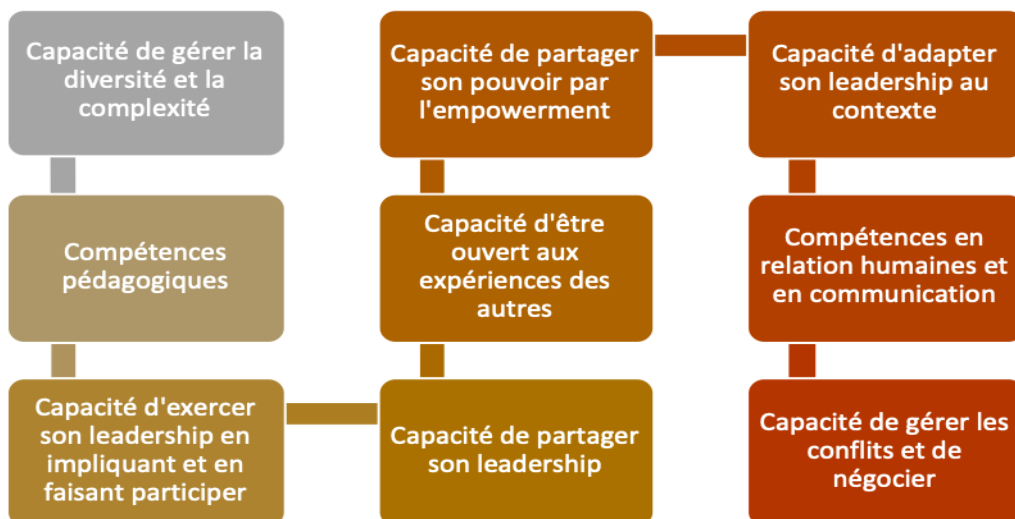 Capacité de gérer la
diversité et la
complexité
Compétences
pédagogiques
Capacité d'exercer
son leadership en
impliquant et en
faisant participer
Capacité de partager
son leadership
Capacité d'être
ouvert aux
expériences des
autres
Capacité de partager
son pouvoir par
l'empowerment
Capacité d'adapter
son leadership au
contexte
Compétences en
relation humaines et
en communication
Capacité de gérer les
conflits et de
négocier